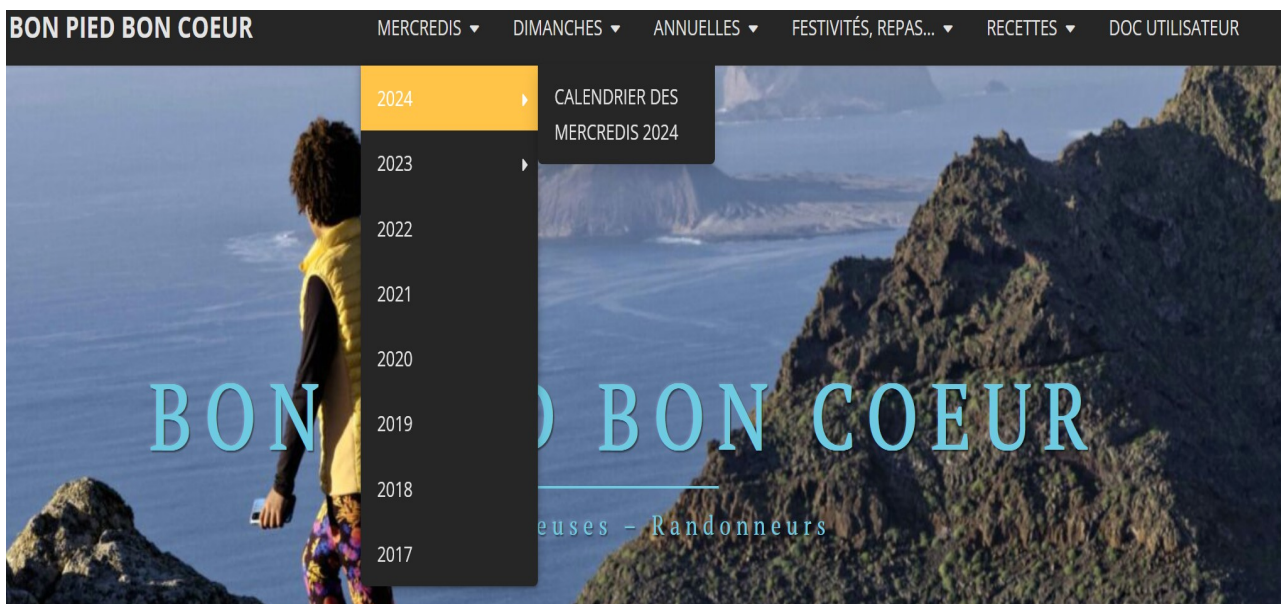 BON PIED BON COEUR
MERCREDIS
DIMANCHES
ANNUELLES
FESTIVITÉS, REPAS...
RECETTES
DOC UTILISATEUR
2024
CALENDRIER DES
MERCREDIS 2024
2023
2022
2021
2020
2019
2018
2017
BON D BON COEUR
euses – Randonneurs